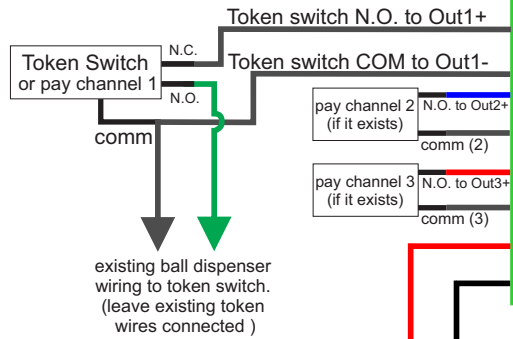 Token switch N.O. to Out1+
N.C.
Token Switch
or pay channel 1
Token switch COM to Out1-
N.O.
comm
pay channel 2
(if it exists)
N.O. to Out2+
comm (2)
pay channel 3
(if it exists)
N.O. to Out3+
comm (3)
existing ball dispenser
wiring to token switch.
(leave existing token
wires connected )